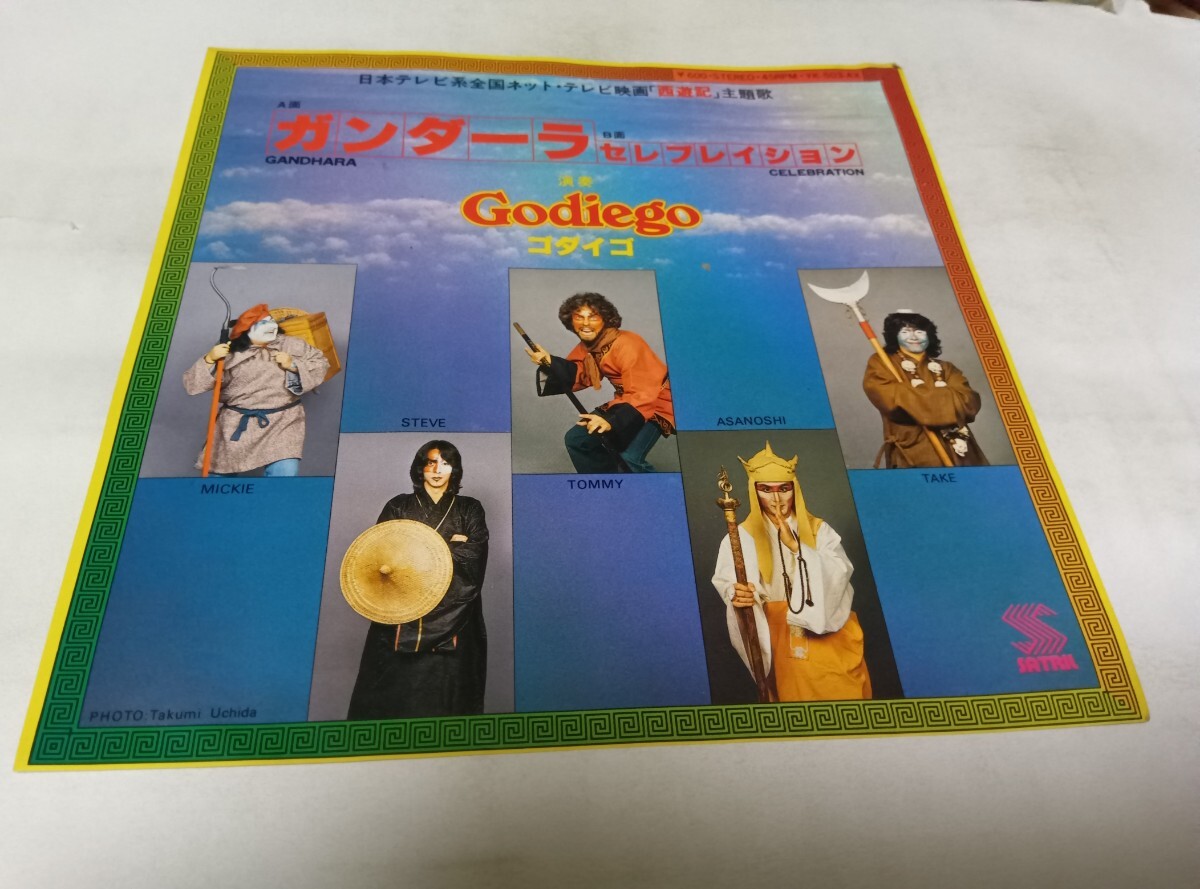 ¥600・STEREO・45RPM・
日本テレビ系全国ネット・テレビ映画「西遊記」主題歌
A面
ガンダーラ
GANDHARA
B面
セレブレイション
CELEBRATION
演奏
Godiego
ゴダイゴ
MICKIE
STEVE
TOMMY
ASANOSHI
TAKE
SATRIL
PHOTO: Takumi Uchida